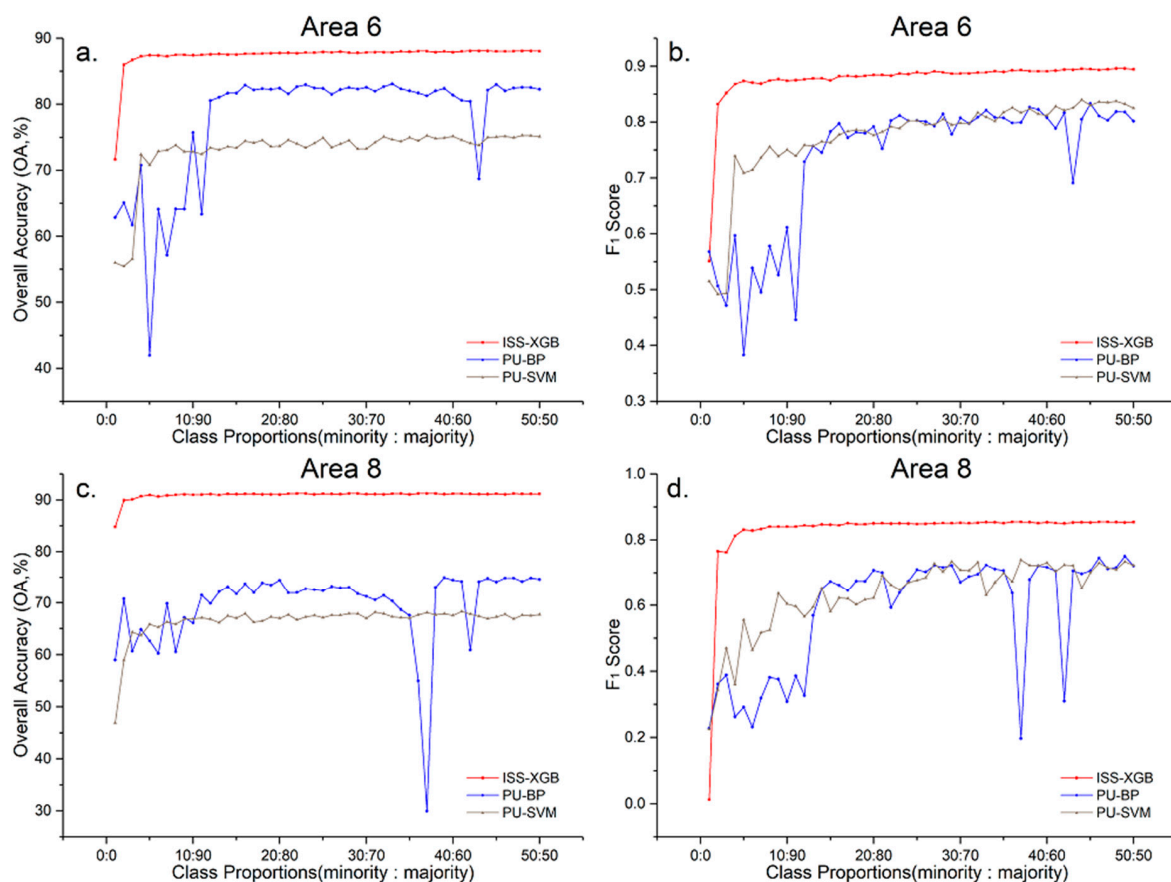 Area 6
a.
Overall Accuracy (OA,%)
90
80
70
60
50
40
ISS-XGB
PU-BP
PU-SVM
0:0 10:90 20:80 30:70 40:60 50:50
Class Proportions(minority : majority)
Area 6
b.
F₁ Score
0.9
0.8
0.7
0.6
0.5
0.4
0.3
ISS-XGB
PU-BP
PU-SVM
0:0 10:90 20:80 30:70 40:60 50:50
Class Proportions(minority : majority)
Area 8
c.
Overall Accuracy (OA,%)
90
80
70
60
50
40
30
ISS-XGB
PU-BP
PU-SVM
0:0 10:90 20:80 30:70 40:60 50:50
Class Proportions(minority : majority)
Area 8
d.
F₁ Score
1.0
0.8
0.6
0.4
0.2
0.0
ISS-XGB
PU-BP
PU-SVM
0:0 10:90 20:80 30:70 40:60 50:50
Class Proportions(minority : majority)